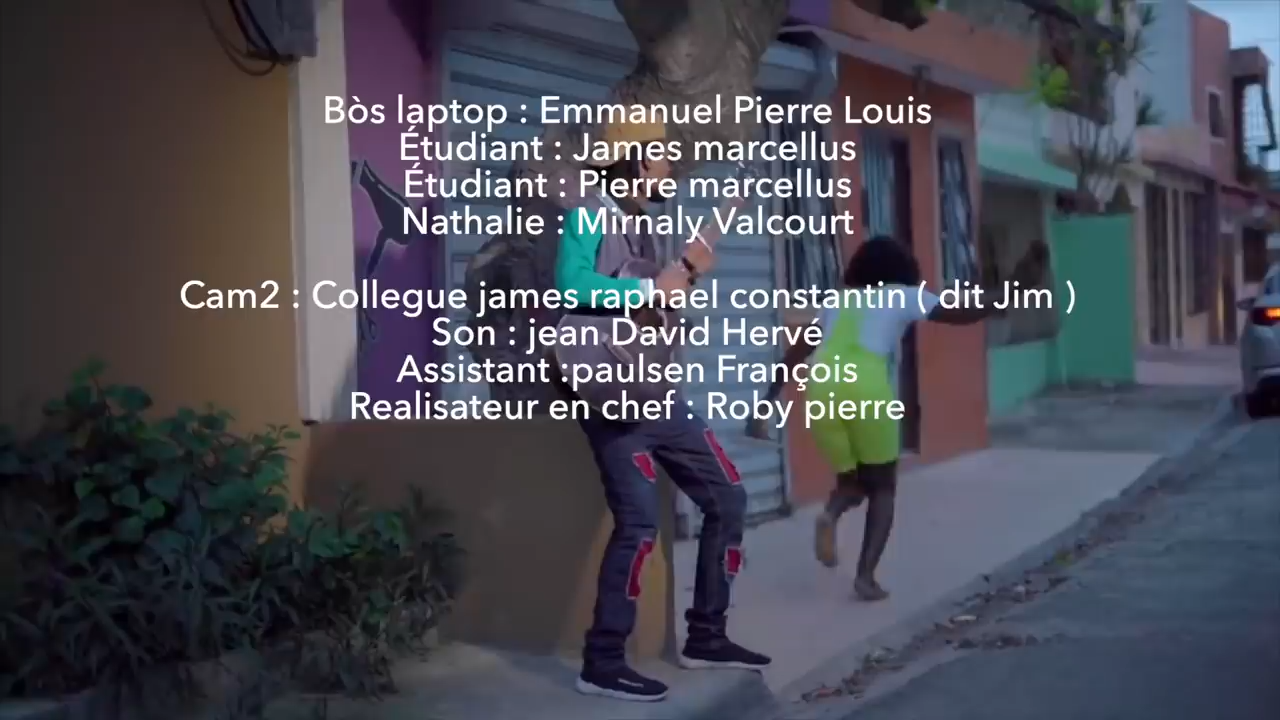 Bòs laptop : Emmanuel Pierre Louis
Étudiant : James marcellus
Étudiant : Pierre marcellus
Nathalie : Mirnaly Valcourt
Cam2 : Collegue james raphael constantin ( dit Jim )
Son : jean David Hervé
Assistant :paulsen François
Realisateur en chef : Roby pierre